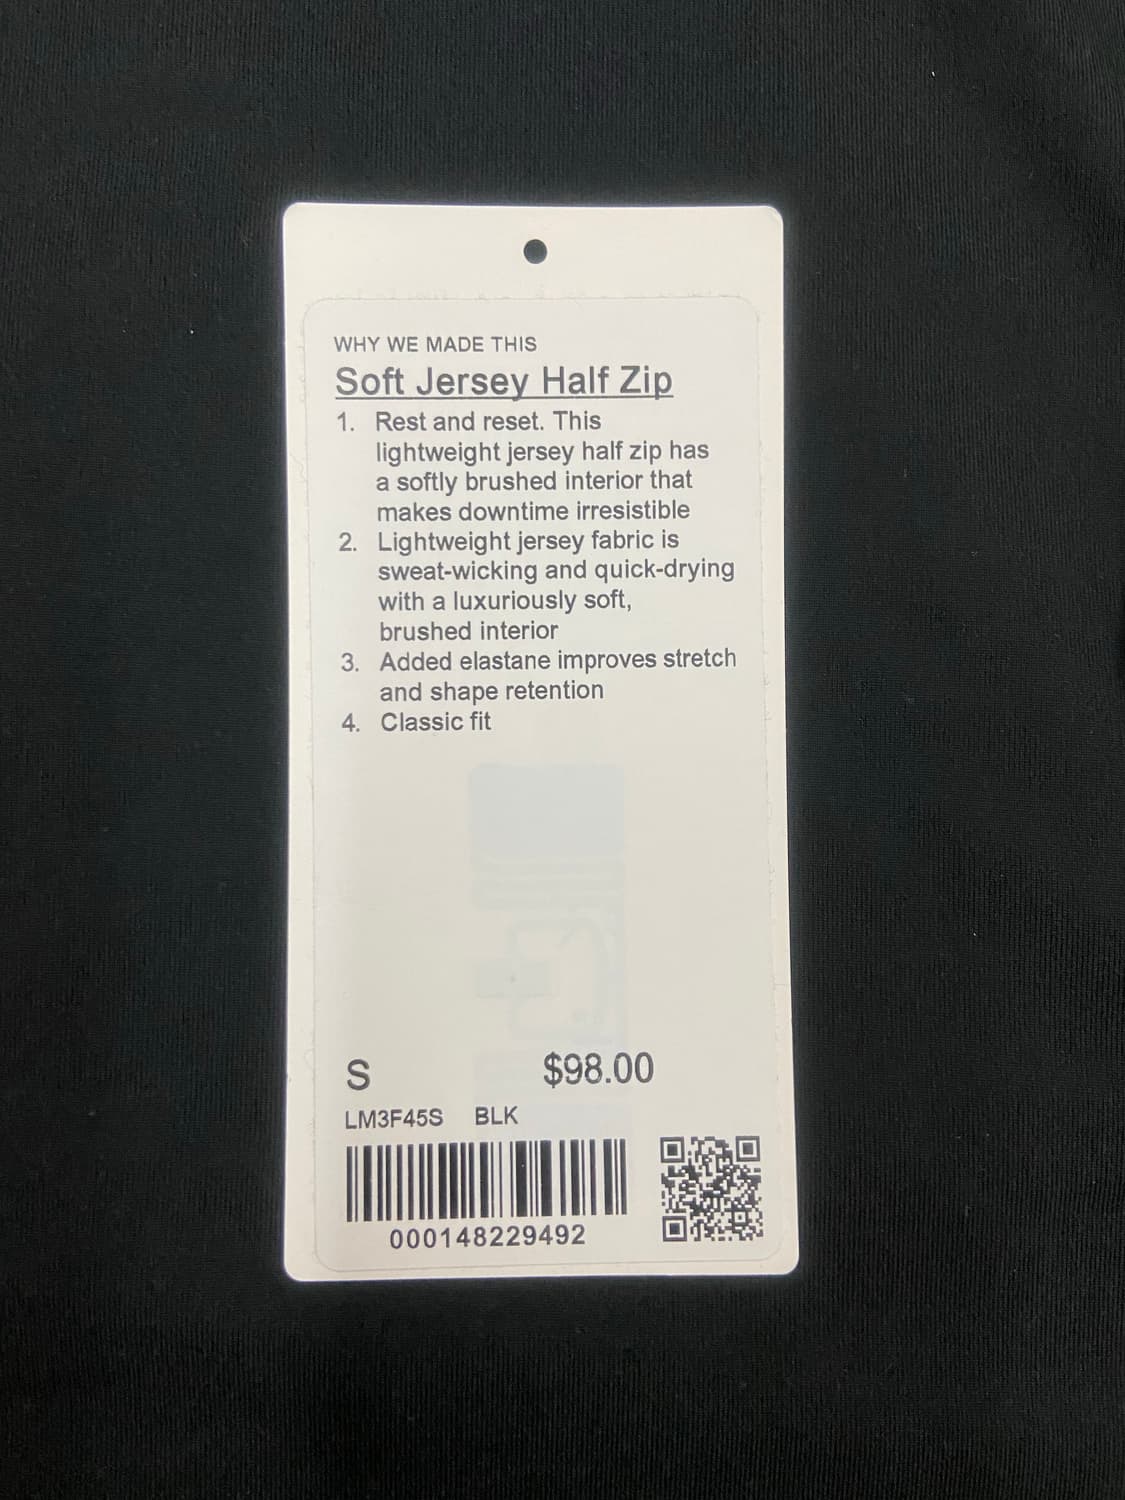 WHY WE MADE THIS
Soft Jersey Half Zip
1. Rest and reset. This
lightweight jersey half zip has
a softly brushed interior that
makes downtime irresistible
2. Lightweight jersey fabric is
sweat-wicking and quick-drying
with a luxuriously soft,
brushed interior
3. Added elastane improves stretch
and shape retention
4. Classic fit
S $98.00
LM3F45S BLK
000148229492